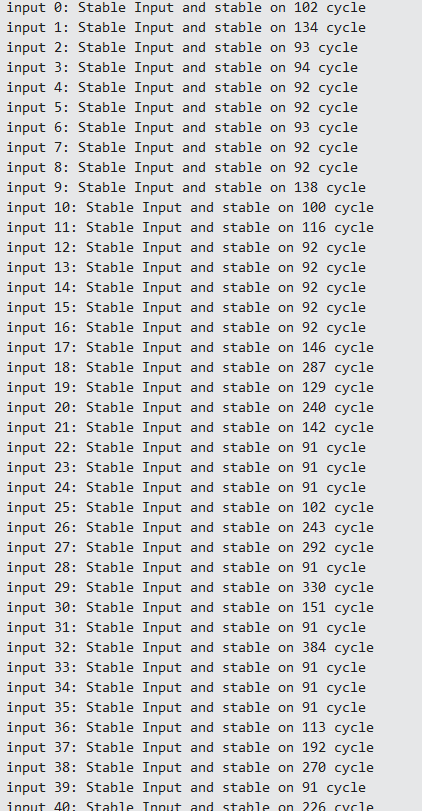 input 0: Stable Input and stable on 102 cycle
input 1: Stable Input and stable on 134 cycle
input 2: Stable Input and stable on 93 cycle
input 3: Stable Input and stable on 94 cycle
input 4: Stable Input and stable on 92 cycle
input 5: Stable Input and stable on 92 cycle
input 6: Stable Input and stable on 93 cycle
input 7: Stable Input and stable on 92 cycle
input 8: Stable Input and stable on 92 cycle
input 9: Stable Input and stable on 138 cycle
input 10: Stable Input and stable on 100 cycle
input 11: Stable Input and stable on 116 cycle
input 12: Stable Input and stable on 92 cycle
input 13: Stable Input and stable on 92 cycle
input 14: Stable Input and stable on 92 cycle
input 15: Stable Input and stable on 92 cycle
input 16: Stable Input and stable on 92 cycle
input 17: Stable Input and stable on 146 cycle
input 18: Stable Input and stable on 287 cycle
input 19: Stable Input and stable on 129 cycle
input 20: Stable Input and stable on 240 cycle
input 21: Stable Input and stable on 142 cycle
input 22: Stable Input and stable on 91 cycle
input 23: Stable Input and stable on 91 cycle
input 24: Stable Input and stable on 91 cycle
input 25: Stable Input and stable on 102 cycle
input 26: Stable Input and stable on 243 cycle
input 27: Stable Input and stable on 292 cycle
input 28: Stable Input and stable on 91 cycle
input 29: Stable Input and stable on 330 cycle
input 30: Stable Input and stable on 151 cycle
input 31: Stable Input and stable on 91 cycle
input 32: Stable Input and stable on 384 cycle
input 33: Stable Input and stable on 91 cycle
input 34: Stable Input and stable on 91 cycle
input 35: Stable Input and stable on 91 cycle
input 36: Stable Input and stable on 113 cycle
input 37: Stable Input and stable on 192 cycle
input 38: Stable Input and stable on 270 cycle
input 39: Stable Input and stable on 91 cycle
input 40: Stable Input and stable on 226 cycle